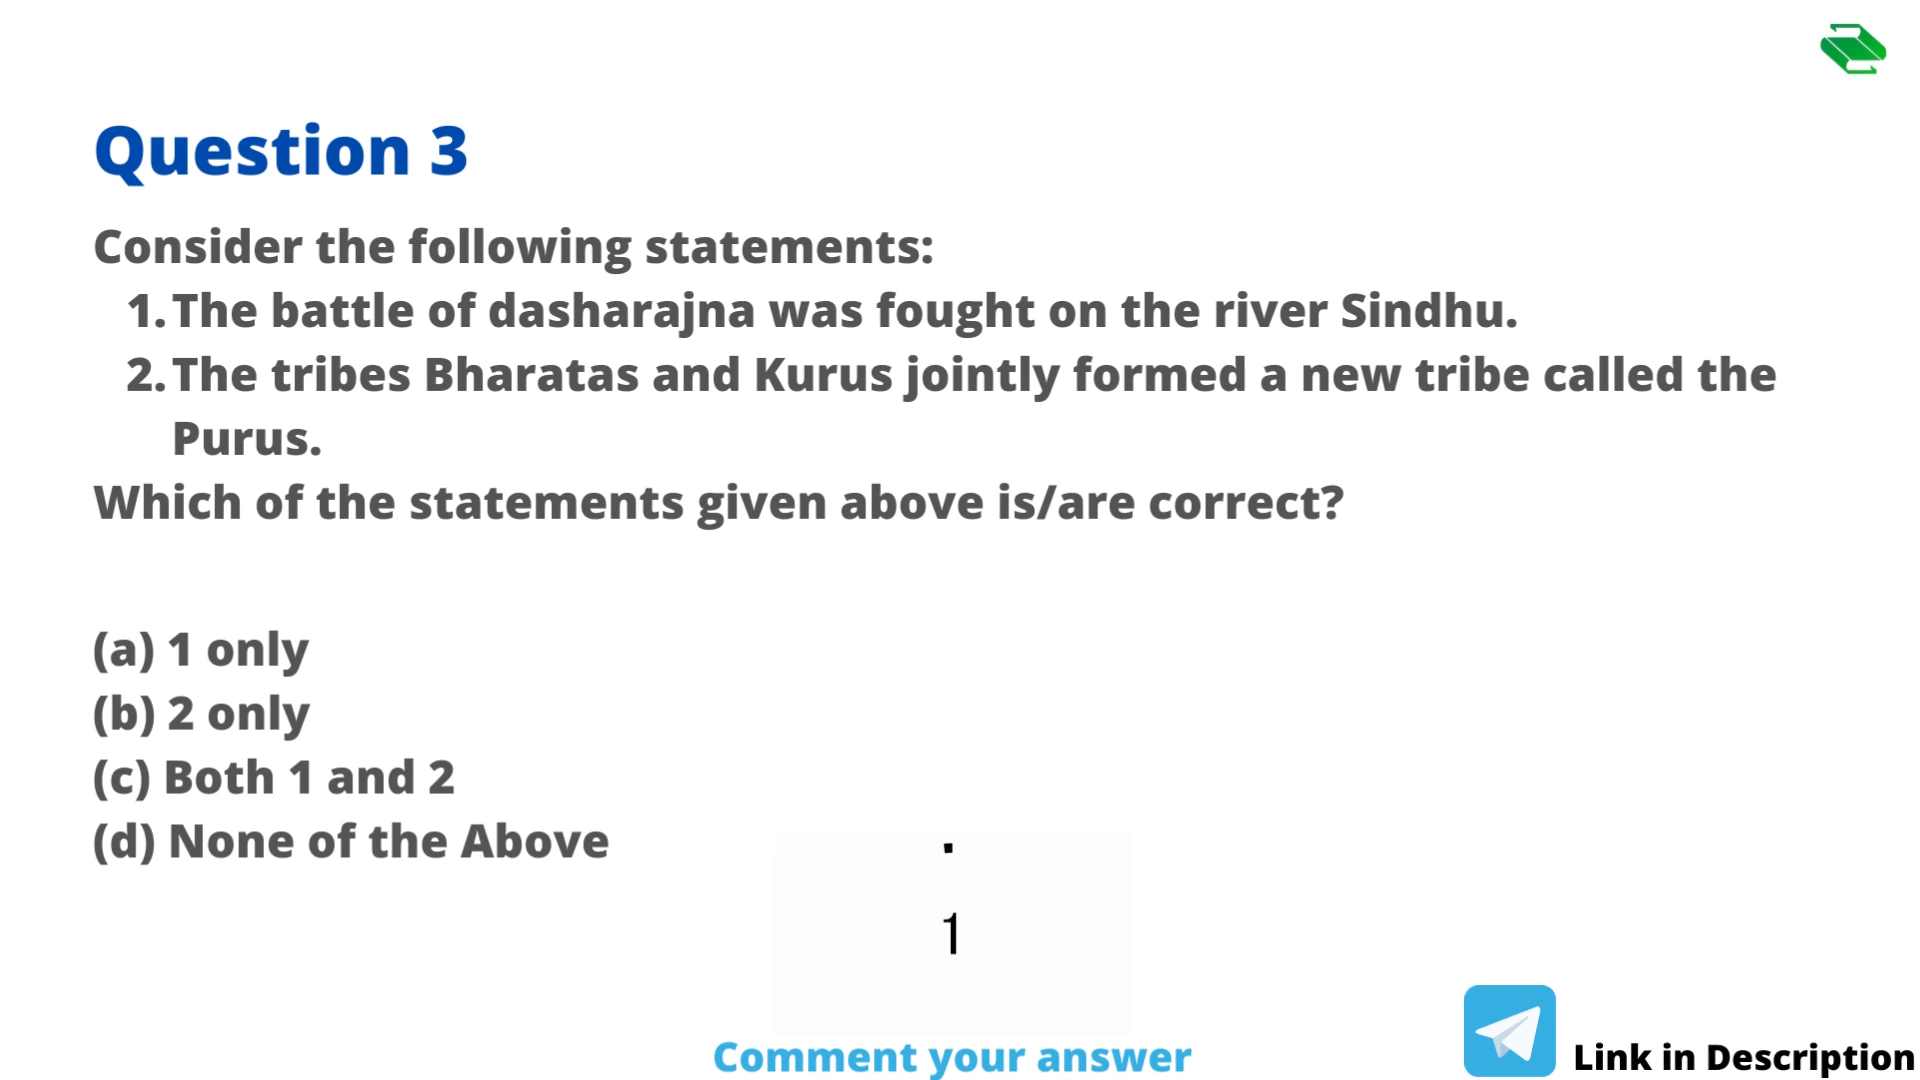 Question 3
Consider the following statements:
1. The battle of dasharajna was fought on the river Sindhu.
2. The tribes Bharatas and Kurus jointly formed a new tribe called the
Purus.
Which of the statements given above is/are correct?
(a) 1 only
(b) 2 only
(c) Both 1 and 2
(d) None of the Above
1
Comment your answer
Link in Description